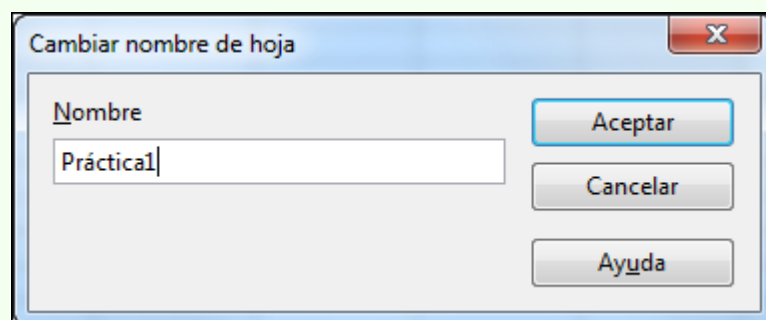 Cambiar nombre de hoja
Nombre
Práctica1
Aceptar
Cancelar
Ayuda